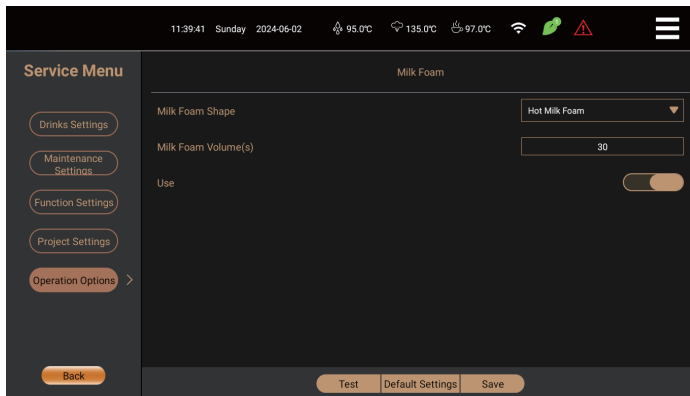 11:39:41 Sunday 2024-06-02 95.0℃ 135.0℃ 97.0℃
Service Menu
Milk Foam
Milk Foam Shape
Hot Milk Foam
Drinks Settings
Milk Foam Volume(s)
30
Maintenance
Settings
Use
Function Settings
Project Settings
Operation Options >
Back
Test Default Settings Save